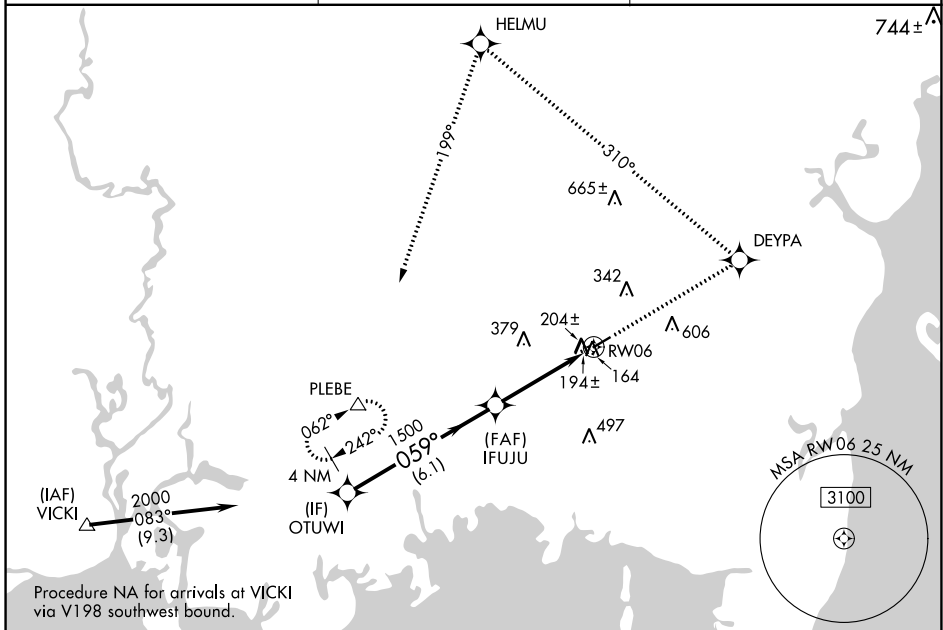 HELMU
744±
199°
310°
665±
DEYPA
342
379
204±
606
RW06
194±
164
PLEBE
062°
242°
1500
059°
(6.1)
(FAF)
IFUJU
497
4 NM
(IF)
OTUWI
(IAF)
VICKI
2000
083°
(9.3)
MSA RW06 25 NM
3100
Procedure NA for arrivals at VICKI
via V198 southwest bound.